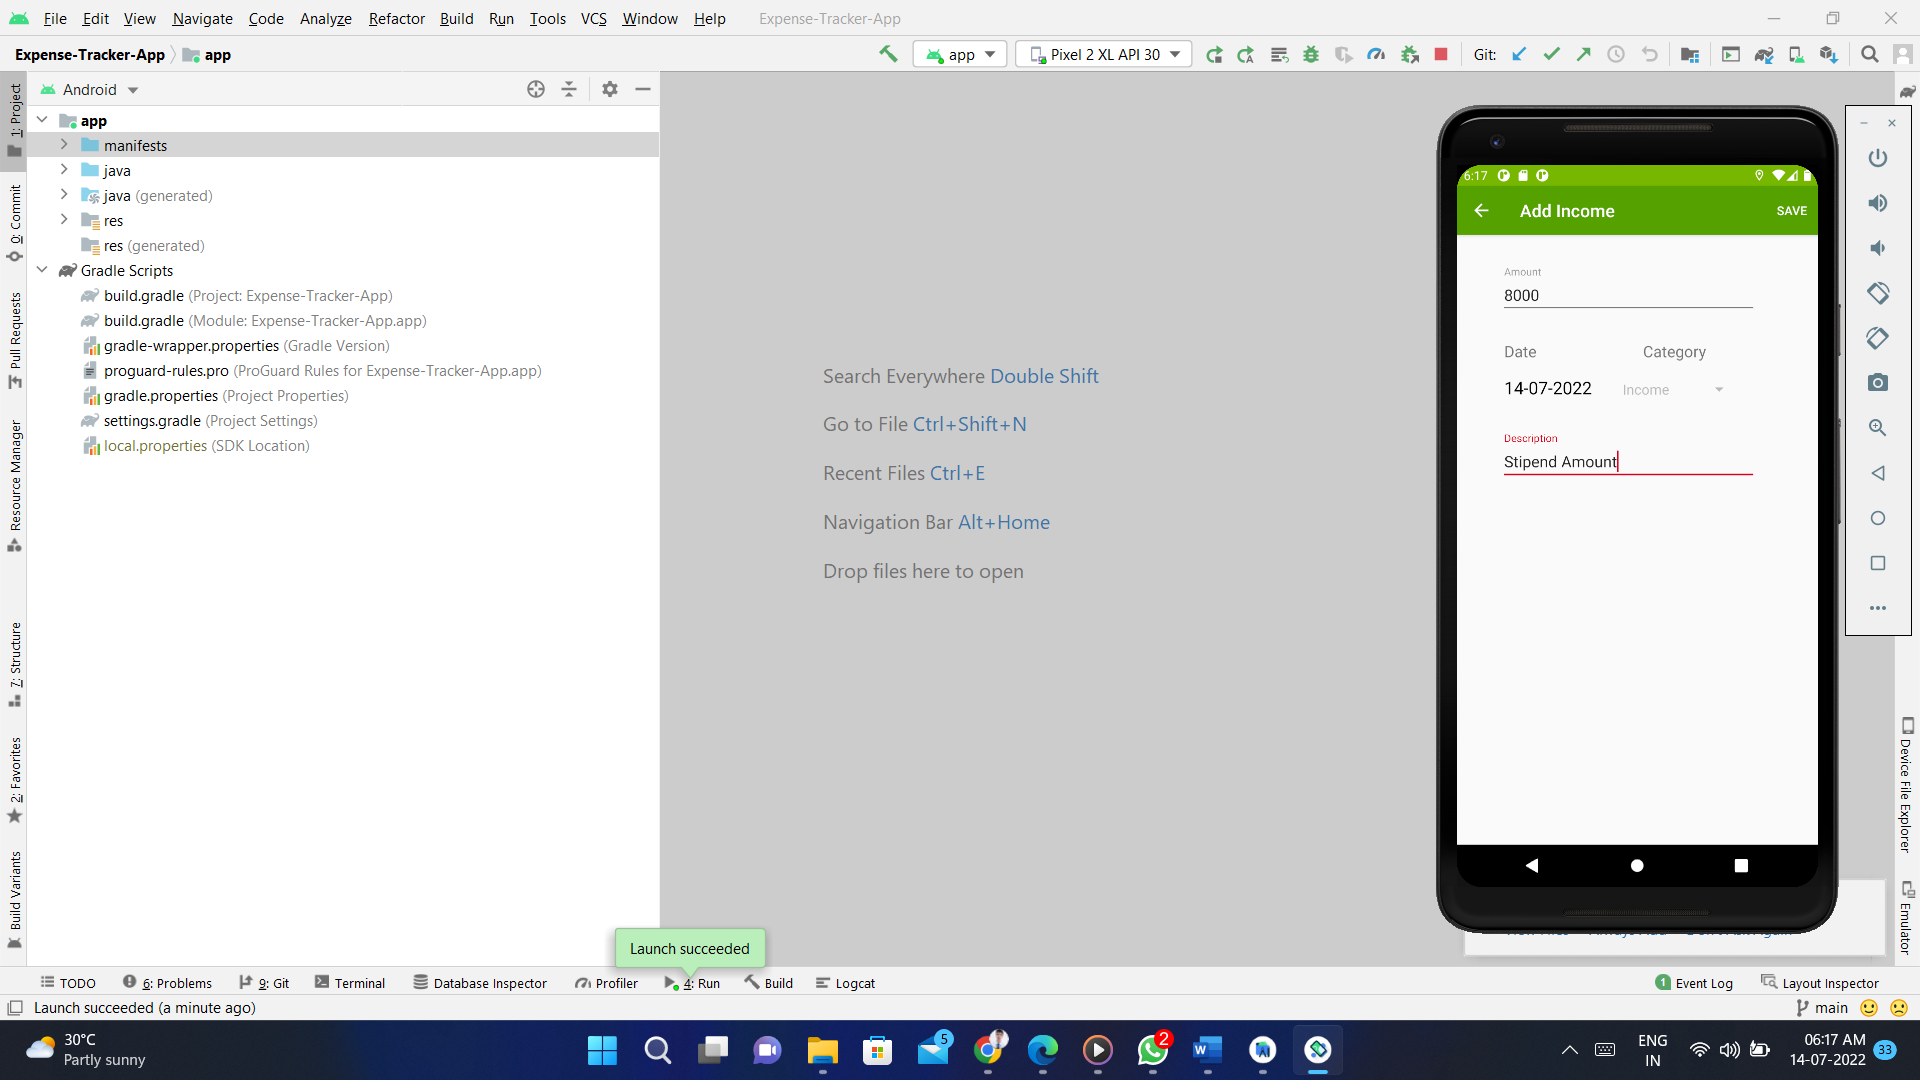 File Edit View Navigate Code Analyze Refactor Build Run Tools VCS Window Help Expense-Tracker-App
Expense-Tracker-App app
app Pixel 2 XL API 30 Git:
1: Project
0: Commit
Pull Requests
Resource Manager
7: Structure
2: Favorites
Build Variants
Android
app
manifests
java
java (generated)
res
res (generated)
Gradle Scripts
build.gradle (Project: Expense-Tracker-App)
build.gradle (Module: Expense-Tracker-App.app)
gradle-wrapper.properties (Gradle Version)
proguard-rules.pro (ProGuard Rules for Expense-Tracker-App.app)
gradle.properties (Project Properties)
settings.gradle (Project Settings)
local.properties (SDK Location)
Search Everywhere Double Shift
Go to File Ctrl+Shift+N
Recent Files Ctrl+E
Navigation Bar Alt+Home
Drop files here to open
6:17
Add Income SAVE
Amount
8000
Date Category
14-07-2022 Income
Description
Stipend Amount
Device File Explorer
Emulator
Launch succeeded
TODO 6: Problems 9: Git Terminal Database Inspector Profiler 4: Run Build Logcat 1 Event Log Layout Inspector
Launch succeeded (a minute ago) main
30°C
Partly sunny
5
2
ENG
IN
06:17 AM
14-07-2022
33